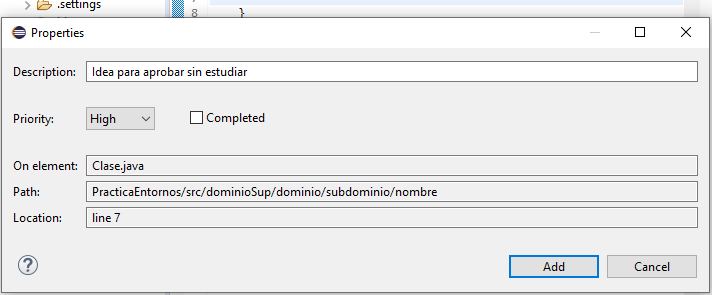 .settings
8 }
Properties
Description: Idea para aprobar sin estudiar
Priority: High Completed
On element: Clase.java
Path: PracticaEntornos/src/dominioSup/dominio/subdominio/nombre
Location: line 7
? Add Cancel